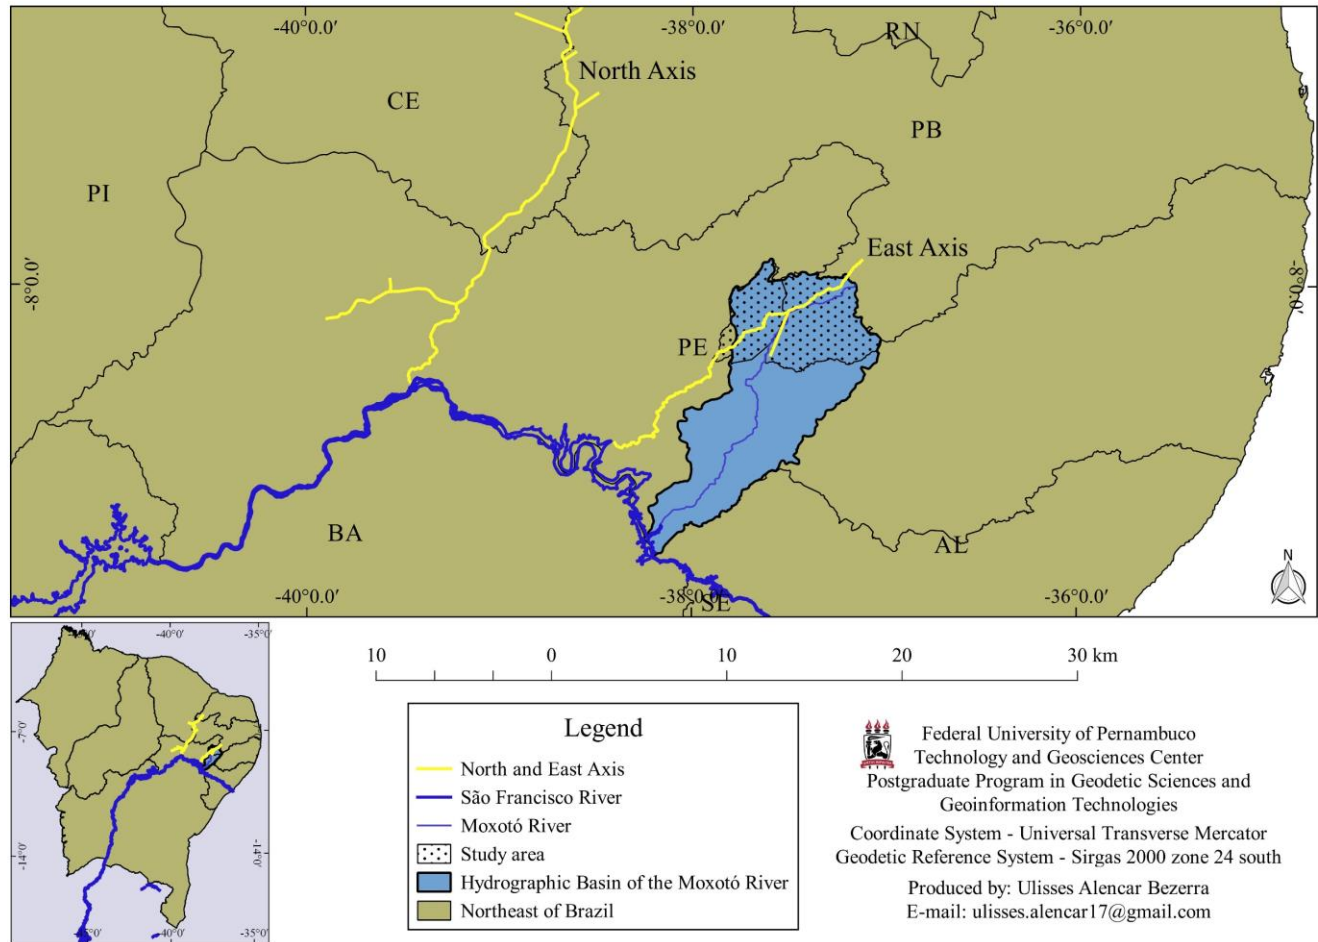 -40°0.0'
-38°0.0'
-36°0.0'
RN
North Axis
CE
PB
PI
East Axis
-8°0.0'
-8°0.0'
PE
BA
AL
-40°0.0'
-38°0.0'
SE
-36°0.0'
N
-40°0'
-35°0'
10 0 10 20 30 km
-7°0'
-14°0'
-14°0'
-45°0'
-40°0'
-35°0'
Legend
North and East Axis
São Francisco River
Moxotó River
Study area
Hydrographic Basin of the Moxotó River
Northeast of Brazil
Federal University of Pernambuco
Technology and Geosciences Center
Postgraduate Program in Geodetic Sciences and
Geoinformation Technologies
Coordinate System - Universal Transverse Mercator
Geodetic Reference System - Sirgas 2000 zone 24 south
Produced by: Ulisses Alencar Bezerra
E-mail: ulisses.alencar17@gmail.com